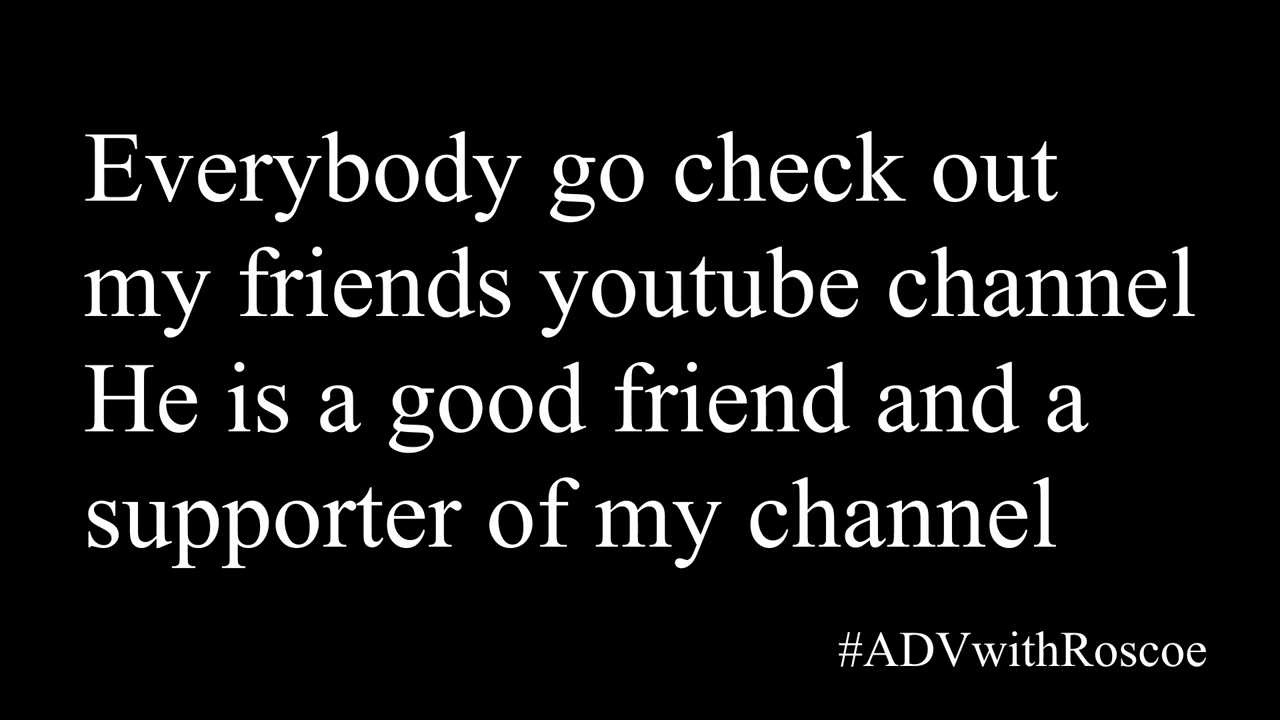 Everybody go check out
my friends youtube channel
He is a good friend and a
supporter of my channel
#ADVwithRoscoe